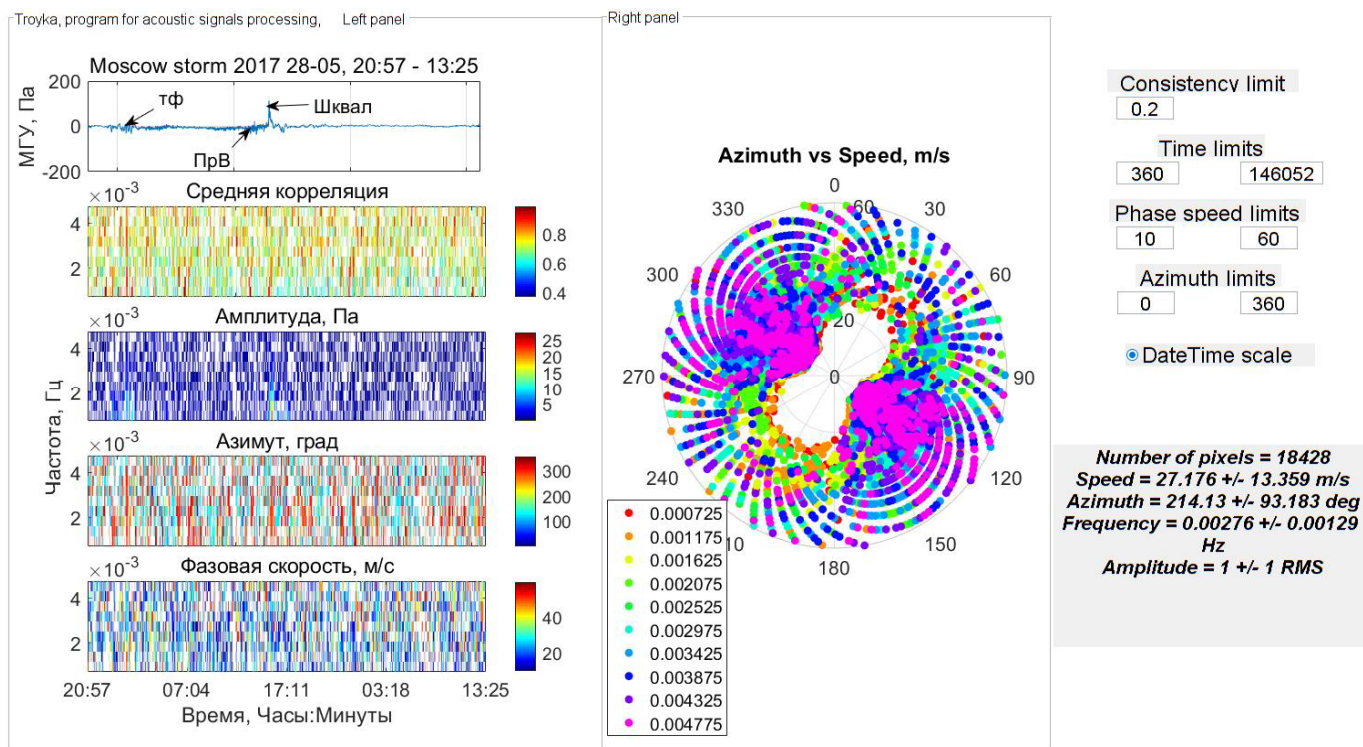 Troyka, program for acoustic signals processing, Left panel
Moscow storm 2017 28-05, 20:57 - 13:25
200
0
-200
МГУ, Па
тф
ПрВ
Шквал
Средняя корреляция
×10⁻³
4
2
0.8
0.6
0.4
Амплитуда, Па
×10⁻³
4
2
25
20
15
10
5
Азимут, град
×10⁻³
4
2
300
200
100
Фазовая скорость, м/с
×10⁻³
4
2
40
20
Частота, Гц
20:57 07:04 17:11 03:18 13:25
Время, Часы:Минуты
Right panel
Azimuth vs Speed, m/s
0
330 60 30
300 60
20
270 0 90
240 120
10 150
180
0.000725
0.001175
0.001625
0.002075
0.002525
0.002975
0.003425
0.003875
0.004325
0.004775
Consistency limit
0.2
Time limits
360 146052
Phase speed limits
10 60
Azimuth limits
0 360
DateTime scale
Number of pixels = 18428
Speed = 27.176 +/- 13.359 m/s
Azimuth = 214.13 +/- 93.183 deg
Frequency = 0.00276 +/- 0.00129
Hz
Amplitude = 1 +/- 1 RMS